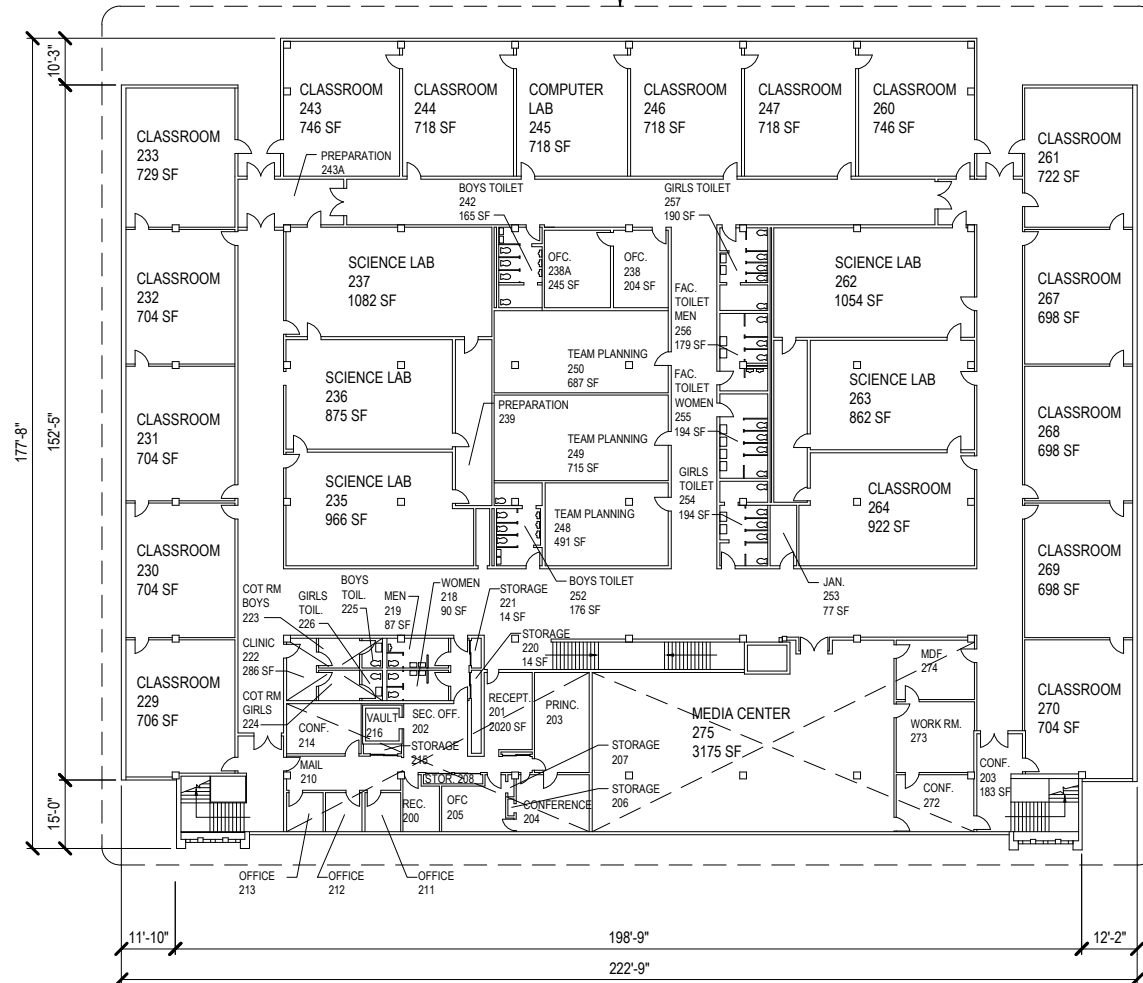 10'-3"
177'-8"
152'-5"
15'-0"
CLASSROOM
243
746 SF
CLASSROOM
244
718 SF
COMPUTER
LAB
245
718 SF
CLASSROOM
246
718 SF
CLASSROOM
247
718 SF
CLASSROOM
260
746 SF
CLASSROOM
233
729 SF
PREPARATION
243A
CLASSROOM
261
722 SF
BOYS TOILET
242
165 SF
GIRLS TOILET
257
190 SF
CLASSROOM
232
704 SF
SCIENCE LAB
237
1082 SF
OFC.
238A
245 SF
OFC.
238
204 SF
FAC.
TOILET
MEN
256
179 SF
SCIENCE LAB
262
1054 SF
CLASSROOM
267
698 SF
TEAM PLANNING
250
687 SF
SCIENCE LAB
236
875 SF
FAC.
TOILET
WOMEN
255
194 SF
SCIENCE LAB
263
862 SF
CLASSROOM
231
704 SF
PREPARATION
239
TEAM PLANNING
249
715 SF
CLASSROOM
268
698 SF
SCIENCE LAB
235
966 SF
GIRLS
TOILET
254
194 SF
CLASSROOM
264
922 SF
TEAM PLANNING
248
491 SF
CLASSROOM
230
704 SF
CLASSROOM
269
698 SF
COT RM
BOYS
223
GIRLS
TOIL.
226
BOYS
TOIL.
225
MEN
219
87 SF
WOMEN
218
90 SF
STORAGE
221
14 SF
BOYS TOILET
252
176 SF
JAN.
253
77 SF
STORAGE
220
14 SF
CLINIC
222
286 SF
COT RM
GIRLS
224
CLASSROOM
229
706 SF
MDF
274
CLASSROOM
270
704 SF
CONF.
214
VAULT
216
SEC. OFF.
202
RECEPT.
201
2020 SF
PRINC.
203
MEDIA CENTER
275
3175 SF
WORK RM.
273
STORAGE
215
STORAGE
207
MAIL
210
STOR. 208
STORAGE
206
CONF.
203
183 SF
REC.
200
OFC
205
CONFERENCE
204
CONF.
272
OFFICE
213
OFFICE
212
OFFICE
211
11'-10"
198'-9"
12'-2"
222'-9"